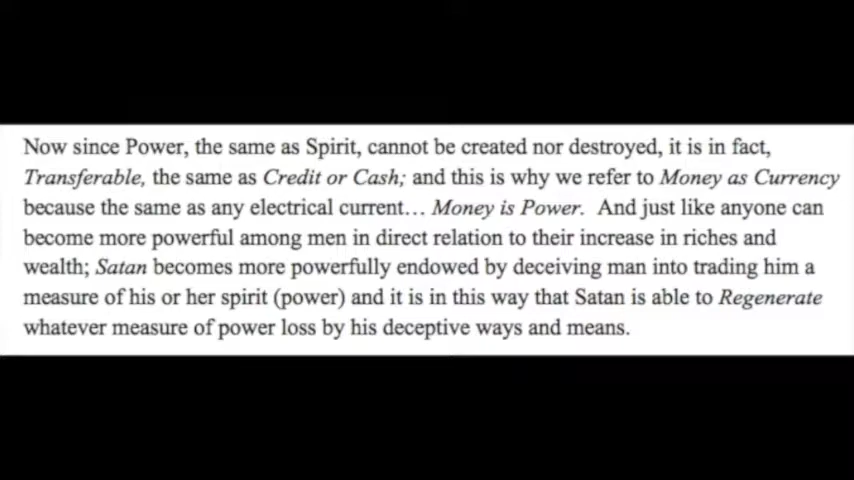 Now since Power, the same as Spirit, cannot be created nor destroyed, it is in fact,
Transferable, the same as Credit or Cash; and this is why we refer to Money as Currency
because the same as any electrical current... Money is Power. And just like anyone can
become more powerful among men in direct relation to their increase in riches and
wealth; Satan becomes more powerfully endowed by deceiving man into trading him a
measure of his or her spirit (power) and it is in this way that Satan is able to Regenerate
whatever measure of power loss by his deceptive ways and means.